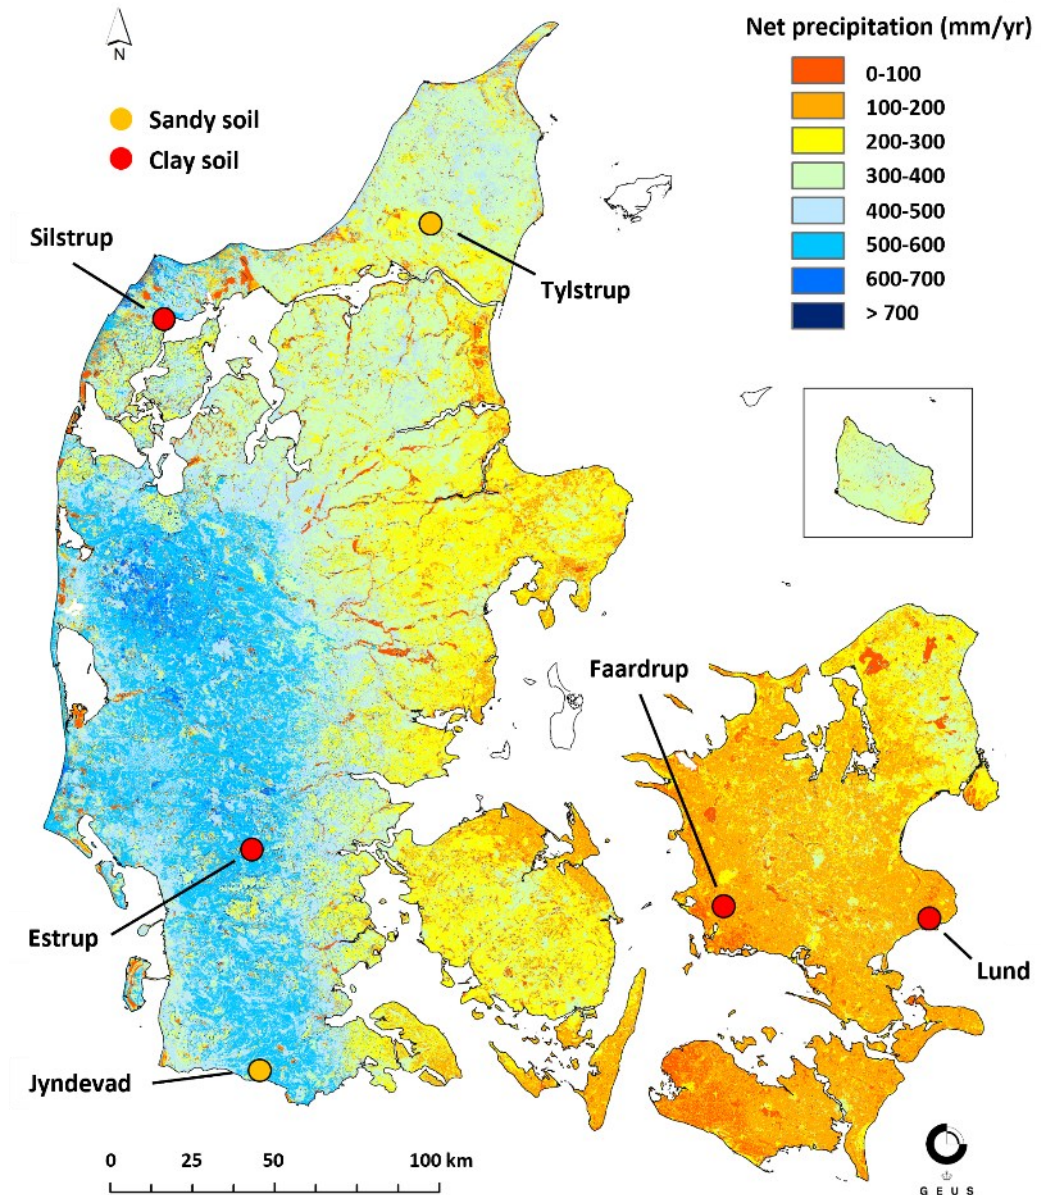 Net precipitation (mm/yr)
0-100
100-200
200-300
300-400
400-500
500-600
600-700
> 700
N
Sandy soil
Clay soil
Silstrup
Tylstrup
Faardrup
Estrup
Lund
Jyndevad
0 25 50 100 km
G E U S